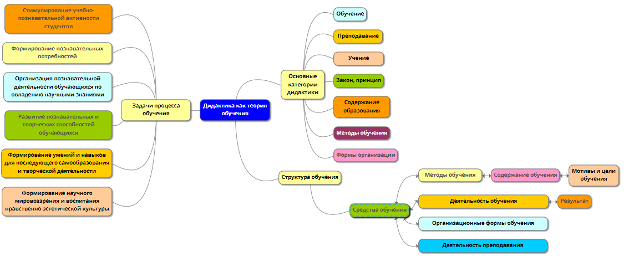 Стимулирование учебно-
познавательной активности
студентов
Формирование познавательных
потребностей
Организация познавательной
деятельности обучающихся по
овладению научными знаниями
Развитие познавательных и
творческих способностей
обучающихся
Формирование умений и навыков
для последующего самообразования
и творческой деятельности
Формирование научного
мировоззрения и воспитания
нравственно-эстетической культуры
Задачи процесса
обучения
Дидактика как теория
обучения
Основные
категории
дидактики
Обучение
Преподавание
Учение
Закон, принцип
Содержание
образования
Методы обучения
Формы организации
Структура обучения
Средства обучения
Методы обучения
Содержание обучения
Мотивы и цели
обучения
Деятельность обучения
Результат
Организационные формы обучения
Деятельность преподавания